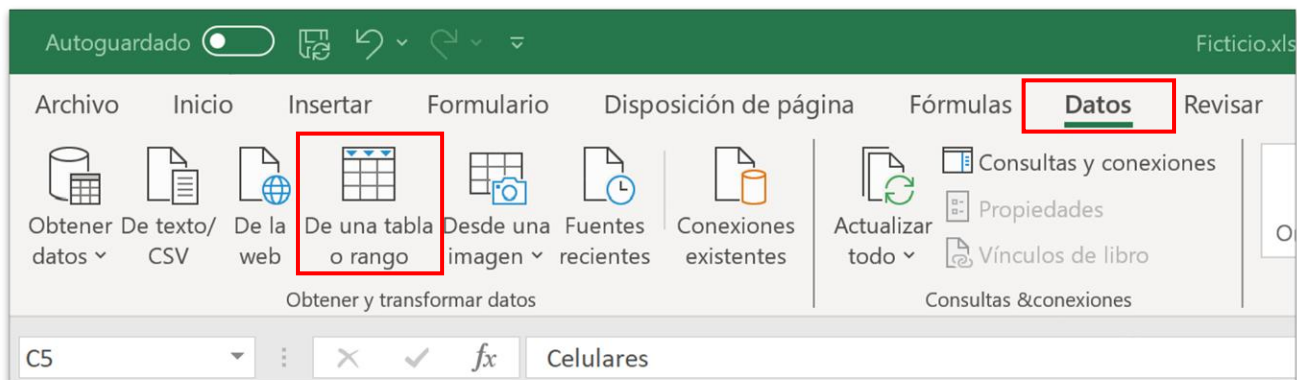 Autoguardado Ficticio.xls
Archivo Inicio Insertar Formulario Disposición de página Fórmulas Datos Revisar
Obtener datos
De texto/ CSV
De la web
De una tabla o rango
Desde una imagen
Fuentes recientes
Conexiones existentes
Obtener y transformar datos
Actualizar todo
Consultas y conexiones
Propiedades
Vínculos de libro
Consultas &conexiones
C5 fx Celulares